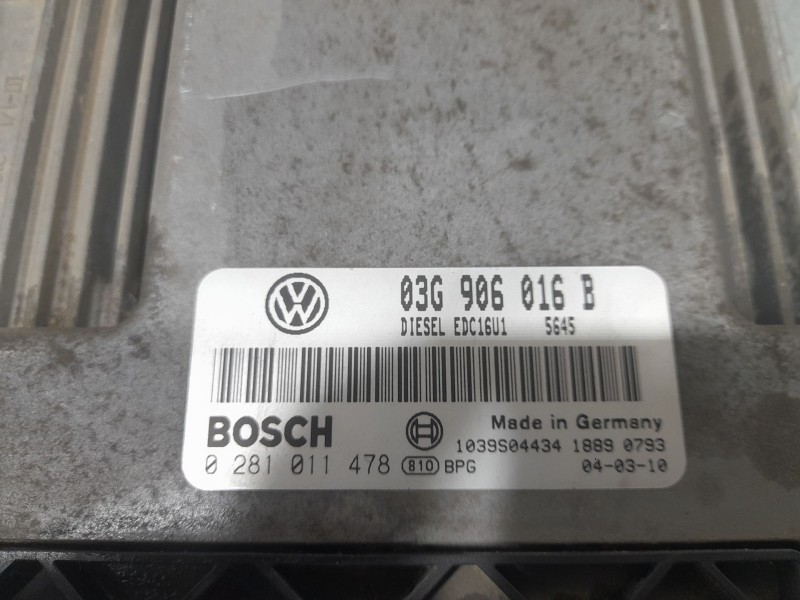 VW
03G 906 016 B
DIESEL EDC16U1 5645
BOSCH
Made in Germany
1039S04434 1889 0793
0 281 011 478 810 BPG 04-03-10